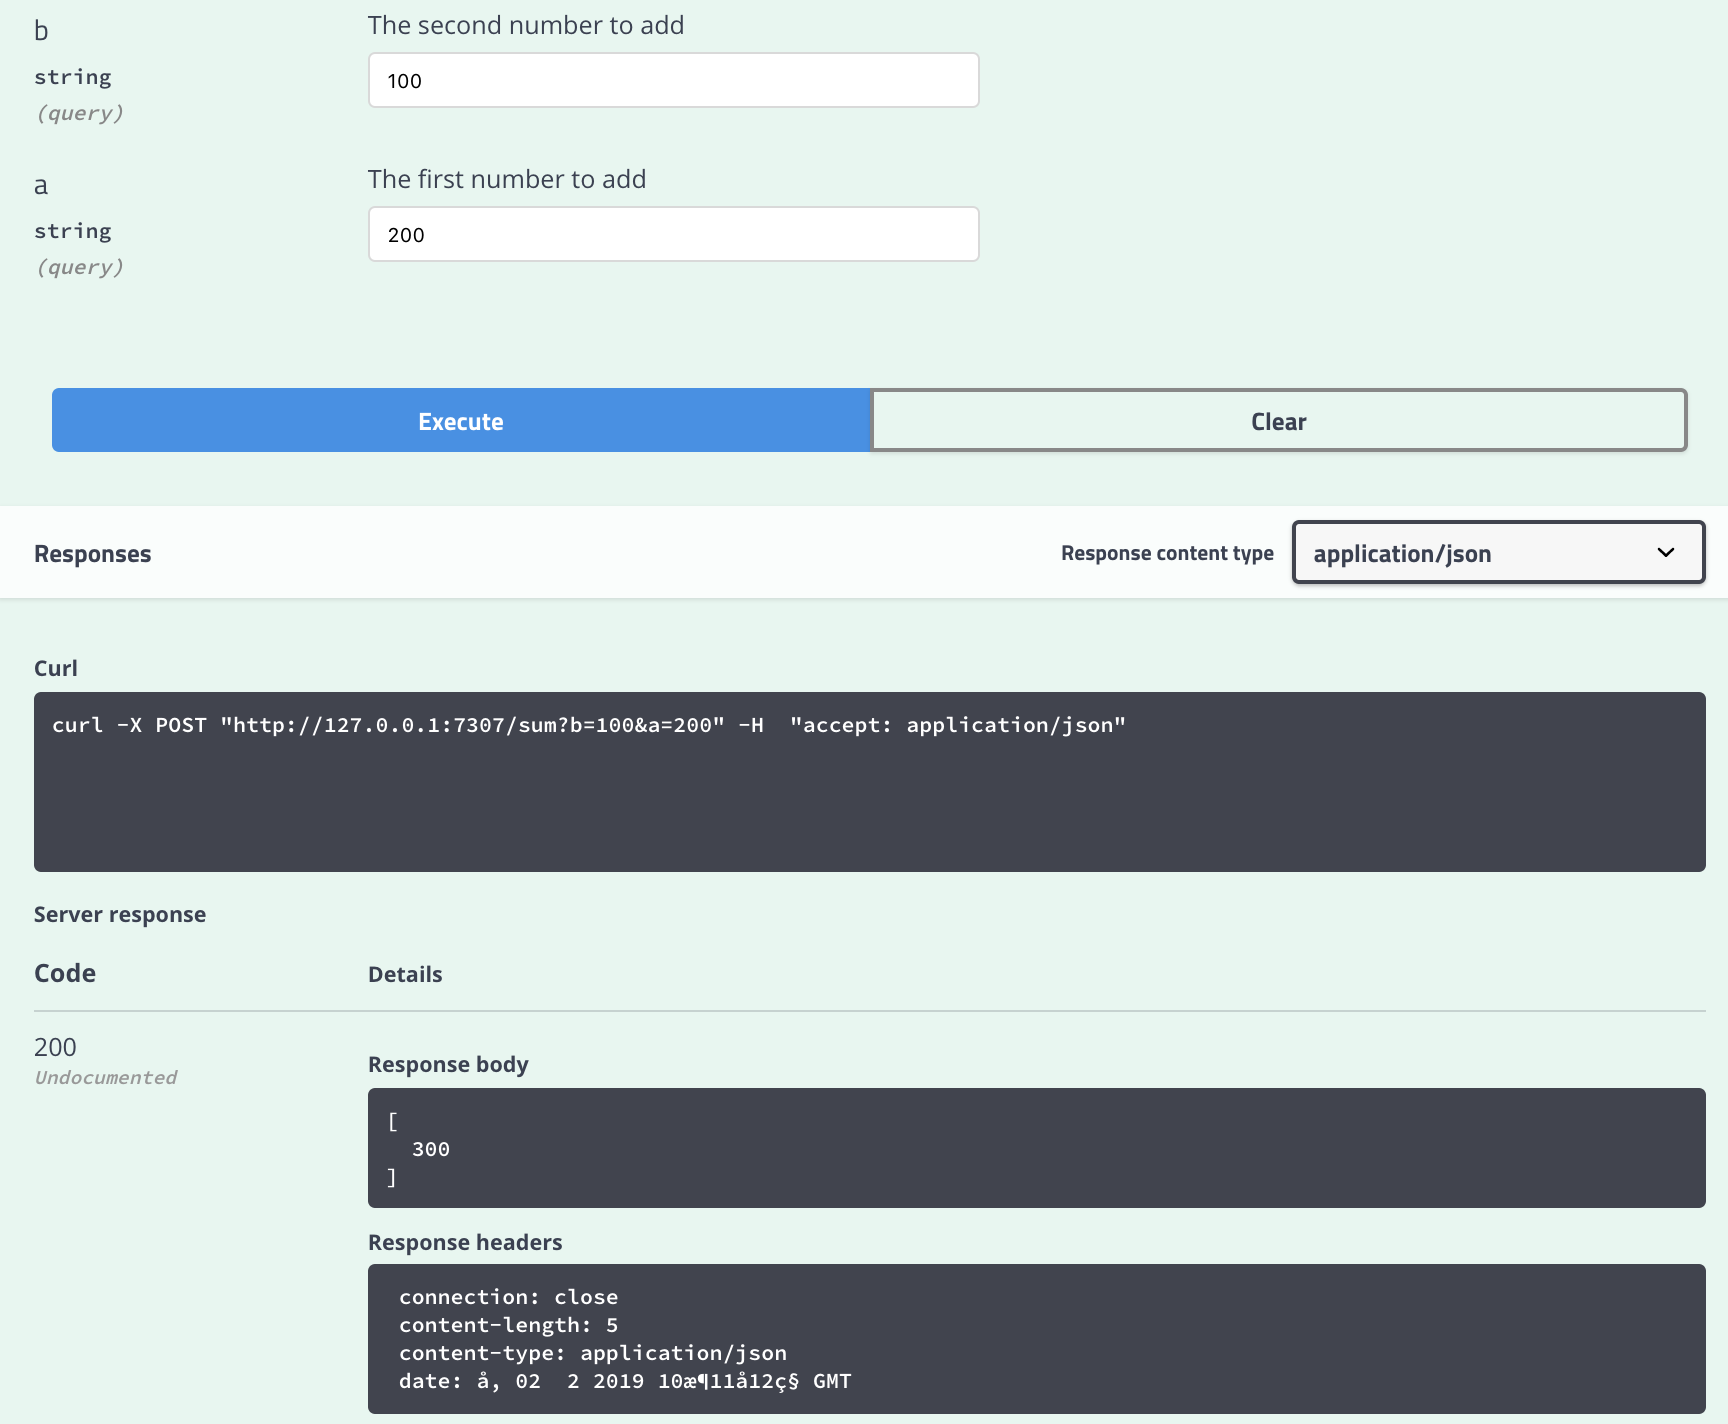 b The second number to add
string 100
(query)
a The first number to add
string 200
(query)
Execute Clear
Responses Response content type application/json
Curl
curl -X POST "http://127.0.0.1:7307/sum?b=100&a=200" -H  "accept: application/json"
Server response
Code Details
200
Undocumented
Response body
[
  300
]
Response headers
connection: close
content-length: 5
content-type: application/json
date: å, 02  2 2019 10æ¶11å12ç§ GMT